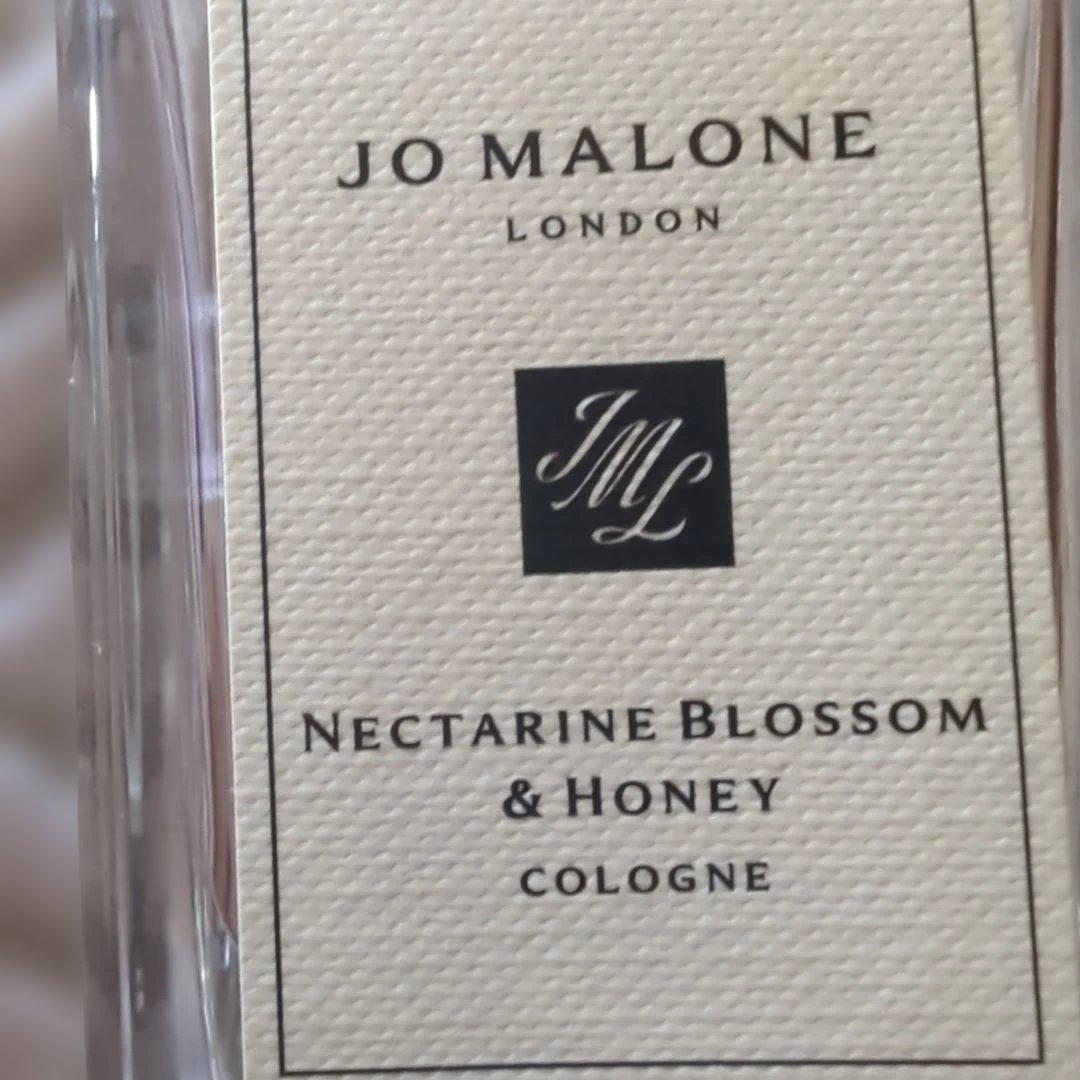 JO MALONE
LONDON
JML
NECTARINE BLOSSOM
& HONEY
COLOGNE